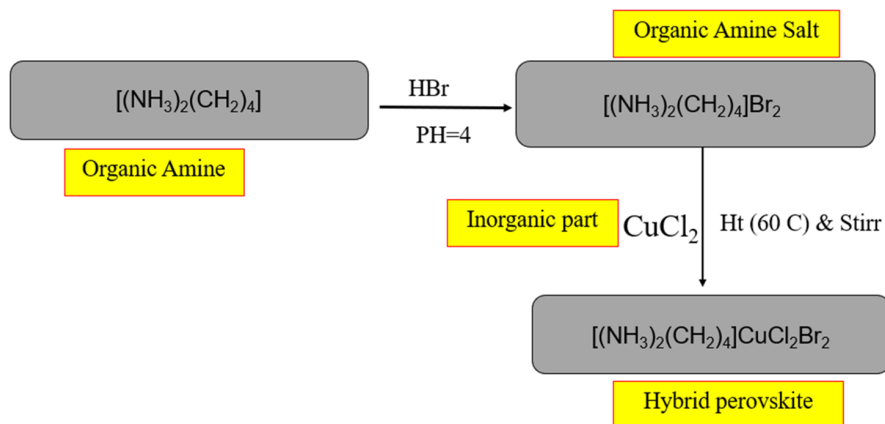 Organic Amine Salt
[(NH₃)₂(CH₂)₄]
HBr
PH=4
[(NH₃)₂(CH₂)₄]Br₂
Organic Amine
Inorganic part
CuCl₂
Ht (60 C) & Stirr
[(NH₃)₂(CH₂)₄]CuCl₂Br₂
Hybrid perovskite